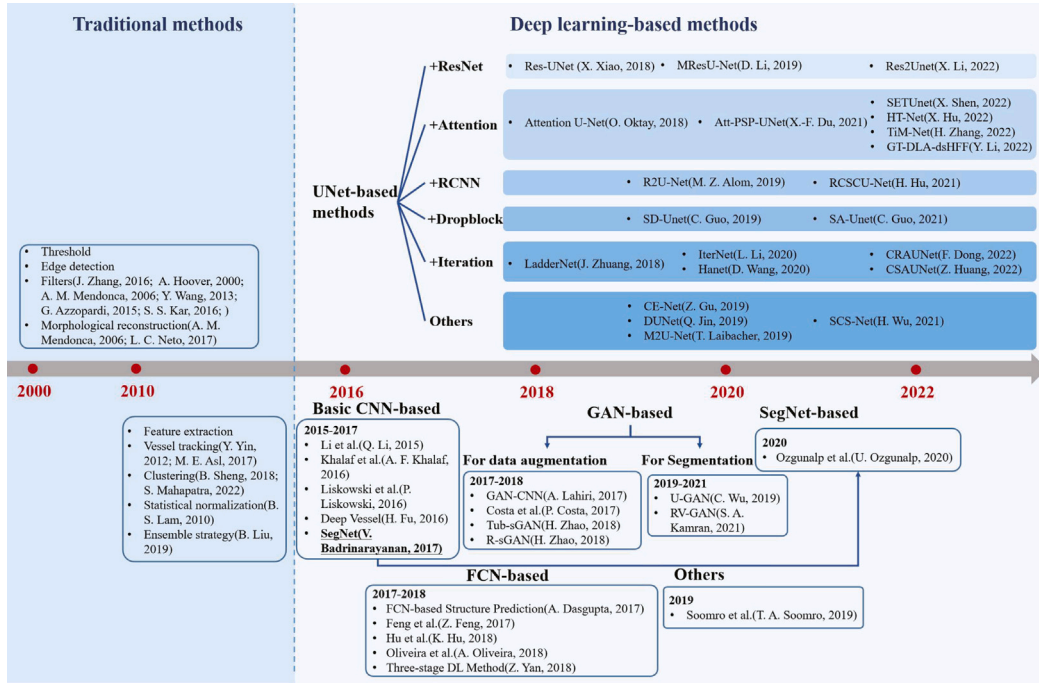 Traditional methods
Deep learning-based methods
+ResNet
• Res-UNet (X. Xiao, 2018)
• MResU-Net(D. Li, 2019)
• Res2Unet(X. Li, 2022)
+Attention
• Attention U-Net(O. Oktay, 2018)
• Att-PSP-UNet(X.-F. Du, 2021)
• SETUnet(X. Shen, 2022)
• HT-Net(X. Hu, 2022)
• TiM-Net(H. Zhang, 2022)
• GT-DLA-dsHFF(Y. Li, 2022)
UNet-based
methods
+RCNN
• R2U-Net(M. Z. Alom, 2019)
• RCSCU-Net(H. Hu, 2021)
+Dropblock
• SD-Unet(C. Guo, 2019)
• SA-Unet(C. Guo, 2021)
+Iteration
• LadderNet(J. Zhuang, 2018)
• IterNet(L. Li, 2020)
• Hanet(D. Wang, 2020)
• CRAUNet(F. Dong, 2022)
• CSAUNet(Z. Huang, 2022)
Others
• CE-Net(Z. Gu, 2019)
• DUNet(Q. Jin, 2019)
• M2U-Net(T. Laibacher, 2019)
• SCS-Net(H. Wu, 2021)
• Threshold
• Edge detection
• Filters(J. Zhang, 2016; A. Hoover, 2000;
A. M. Mendonca, 2006; Y. Wang, 2013;
G. Azzopardi, 2015; S. S. Kar, 2016; )
• Morphological reconstruction(A. M.
Mendonca, 2006; L. C. Neto, 2017)
2000
2010
2016
2018
2020
2022
• Feature extraction
• Vessel tracking(Y. Yin,
2012; M. E. Asl, 2017)
• Clustering(B. Sheng, 2018;
S. Mahapatra, 2022)
• Statistical normalization(B.
S. Lam, 2010)
• Ensemble strategy(B. Liu,
2019)
Basic CNN-based
2015-2017
• Li et al.(Q. Li, 2015)
• Khalaf et al.(A. F. Khalaf,
2016)
• Liskowski et al.(P.
Liskowski, 2016)
• Deep Vessel(H. Fu, 2016)
• SegNet(V.
Badrinarayanan, 2017)
GAN-based
For data augmentation
2017-2018
• GAN-CNN(A. Lahiri, 2017)
• Costa et al.(P. Costa, 2017)
• Tub-sGAN(H. Zhao, 2018)
• R-sGAN(H. Zhao, 2018)
For Segmentation
2019-2021
• U-GAN(C. Wu, 2019)
• RV-GAN(S. A.
Kamran, 2021)
SegNet-based
2020
• Ozgunalp et al.(U. Ozgunalp, 2020)
FCN-based
2017-2018
• FCN-based Structure Prediction(A. Dasgupta, 2017)
• Feng et al.(Z. Feng, 2017)
• Hu et al.(K. Hu, 2018)
• Oliveira et al.(A. Oliveira, 2018)
• Three-stage DL Method(Z. Yan, 2018)
Others
2019
• Soomro et al.(T. A. Soomro, 2019)